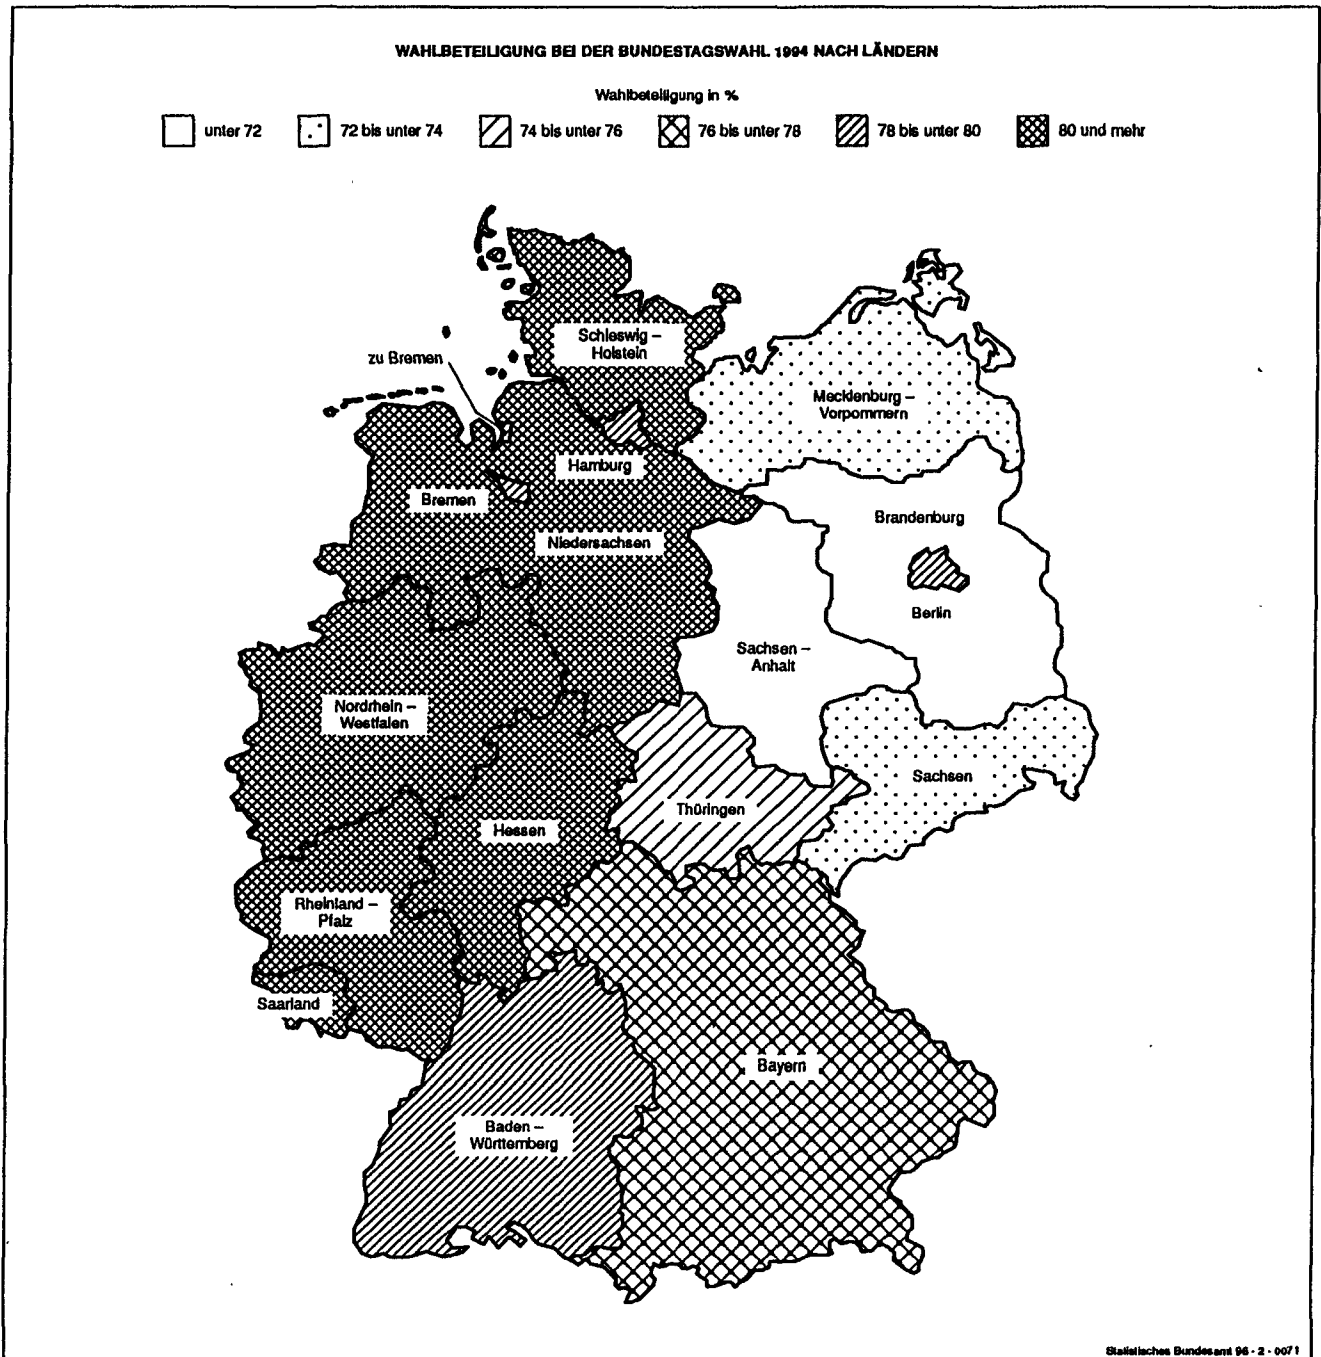 WAHLBETEILIGUNG BEI DER BUNDESTAGSWAHL 1994 NACH LÄNDERN
Wahlbeteiligung in %
unter 72
72 bis unter 74
74 bis unter 76
76 bis unter 78
78 bis unter 80
80 und mehr
Schleswig –
Holstein
zu Bremen
Mecklenburg –
Vorpommern
Hamburg
Bremen
Brandenburg
Niedersachsen
Berlin
Sachsen –
Anhalt
Nordrhein –
Westfalen
Sachsen
Thüringen
Hessen
Rheinland –
Pfalz
Saarland
Bayern
Baden –
Württemberg
Statistisches Bundesamt 96 - 2 - 0071